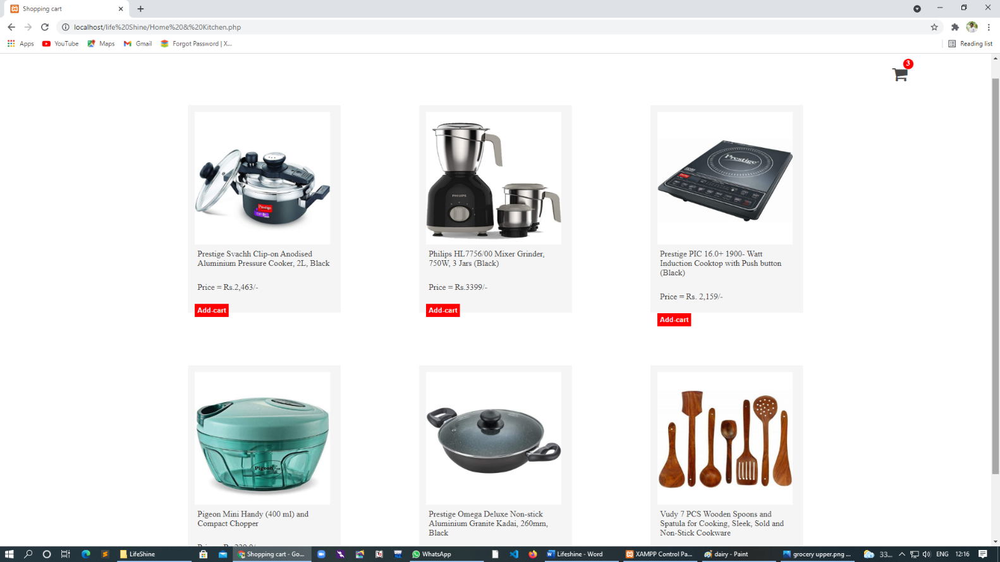 Shopping cart
localhost/life%20Shine/Home%20&%20Kitchen.php
Apps
YouTube
Maps
Gmail
Forgot Password | X...
Reading list
3
Prestige
PHILIPS
Prestige
Prestige Svachh Clip-on Anodised
Aluminium Pressure Cooker, 2L, Black
Price = Rs.2,463/-
Add-cart
Philips HL7756/00 Mixer Grinder,
750W, 3 Jars (Black)
Price = Rs.3399/-
Add-cart
Prestige PIC 16.0+ 1900- Watt
Induction Cooktop with Push button
(Black)
Price = Rs. 2,159/-
Add-cart
Pigeon
Pigeon Mini Handy (400 ml) and
Compact Chopper
Prestige Omega Deluxe Non-stick
Aluminium Granite Kadai, 260mm,
Black
Vudy 7 PCS Wooden Spoons and
Spatula for Cooking, Sleek, Sold and
Non-Stick Cookware
LifeShine
Shopping cart - Go...
WhatsApp
Lifeshine - Word
XAMPP Control Pa...
dairy - Paint
grocery upper.png ...
33...
ENG
12:16